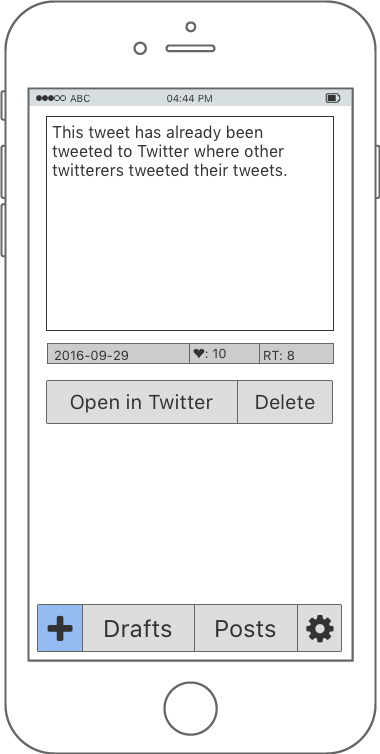 ABC 04:44 PM
This tweet has already been
tweeted to Twitter where other
twitterers tweeted their tweets.
2016-09-29 ♥: 10 RT: 8
Open in Twitter Delete
Drafts Posts